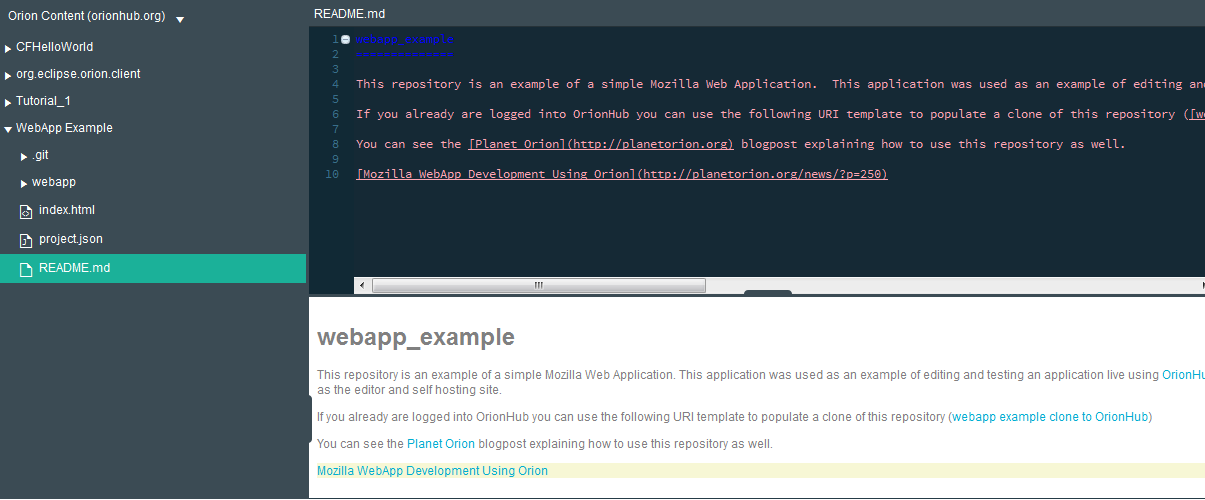 Orion Content (orionhub.org)
CFHelloWorld
org.eclipse.orion.client
Tutorial_1
WebApp Example
.git
webapp
index.html
project.json
README.md
README.md
1 webapp_example
2 --------------
3
4 This repository is an example of a simple Mozilla Web Application.  This application was used as an example of editing and
5
6 If you already are logged into OrionHub you can use the following URI template to populate a clone of this repository ([we
7
8 You can see the [Planet Orion](http://planetorion.org) blogpost explaining how to use this repository as well.
9
10 [Mozilla WebApp Development Using Orion](http://planetorion.org/news/?p=250)
webapp_example
This repository is an example of a simple Mozilla Web Application. This application was used as an example of editing and testing an application live using OrionHu
as the editor and self hosting site.
If you already are logged into OrionHub you can use the following URI template to populate a clone of this repository (webapp example clone to OrionHub)
You can see the Planet Orion blogpost explaining how to use this repository as well.
Mozilla WebApp Development Using Orion